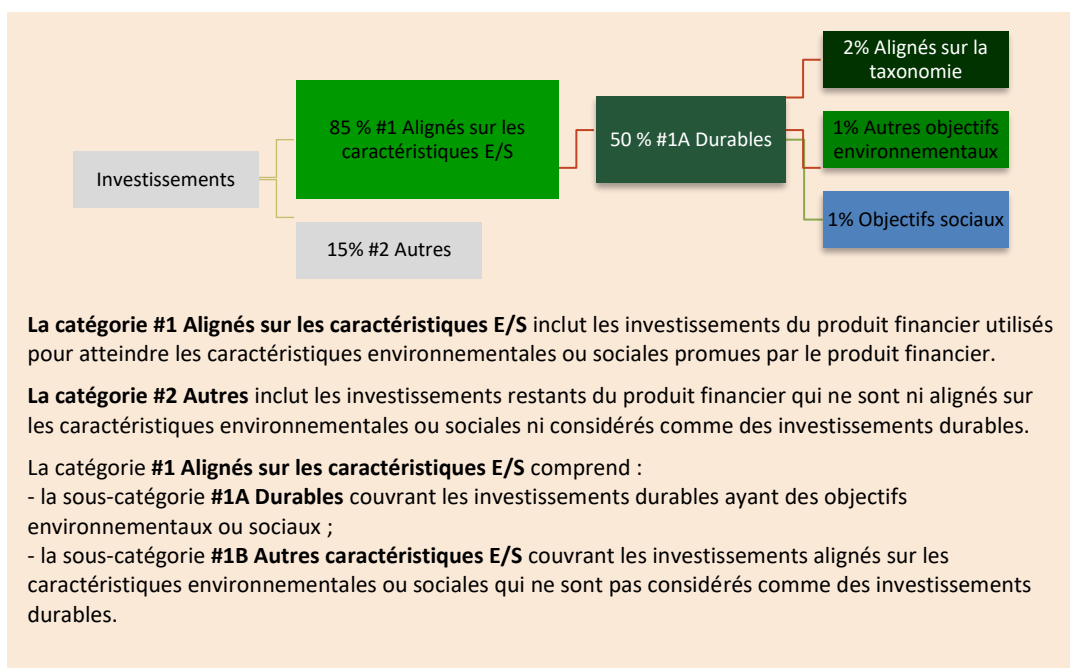 2% Alignés sur la
taxonomie
85 % #1 Alignés sur les
caractéristiques E/S
50 % #1A Durables
1% Autres objectifs
environnementaux
Investissements
1% Objectifs sociaux
15% #2 Autres
La catégorie #1 Alignés sur les caractéristiques E/S inclut les investissements du produit financier utilisés
pour atteindre les caractéristiques environnementales ou sociales promues par le produit financier.
La catégorie #2 Autres inclut les investissements restants du produit financier qui ne sont ni alignés sur
les caractéristiques environnementales ou sociales ni considérés comme des investissements durables.
La catégorie #1 Alignés sur les caractéristiques E/S comprend :
- la sous-catégorie #1A Durables couvrant les investissements durables ayant des objectifs
environnementaux ou sociaux ;
- la sous-catégorie #1B Autres caractéristiques E/S couvrant les investissements alignés sur les
caractéristiques environnementales ou sociales qui ne sont pas considérés comme des investissements
durables.